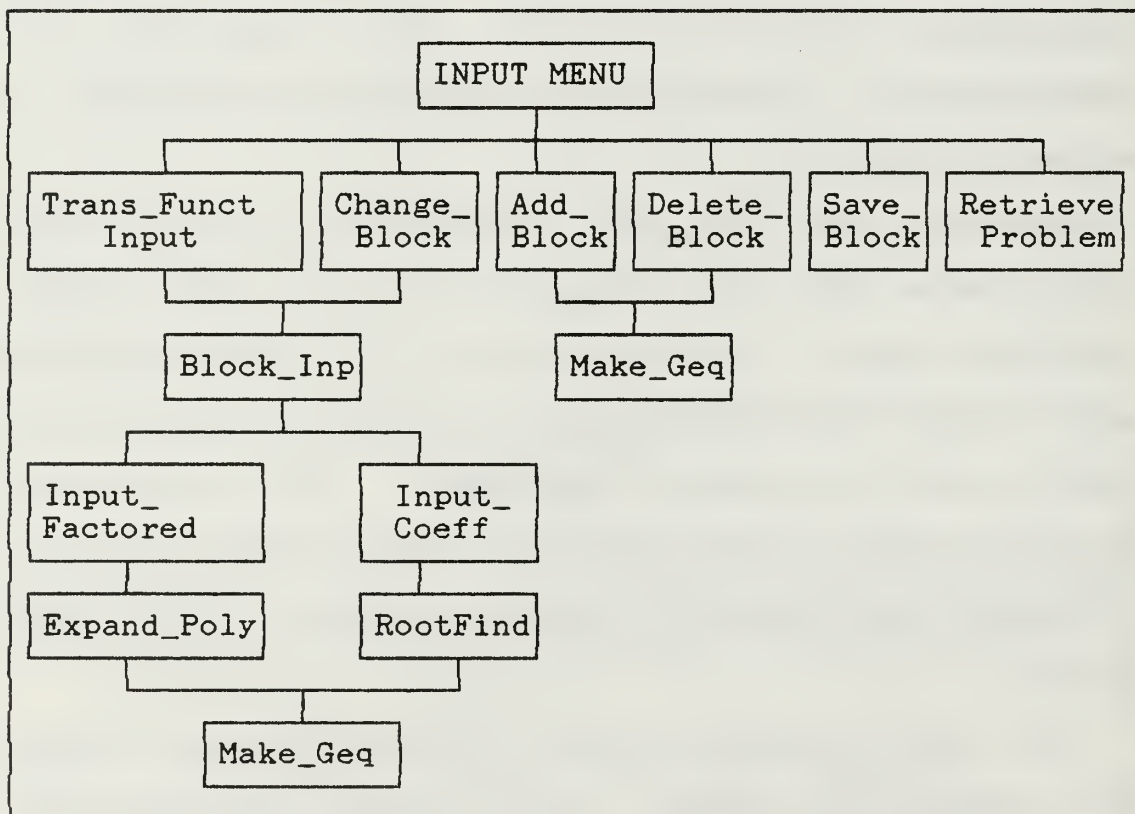 INPUT MENU
Trans_Funct
Input
Change_
Block
Add_
Block
Delete_
Block
Save_
Block
Retrieve
Problem
Block_Inp
Make_Geq
Input_
Factored
Input_
Coeff
Expand_Poly
RootFind
Make_Geq